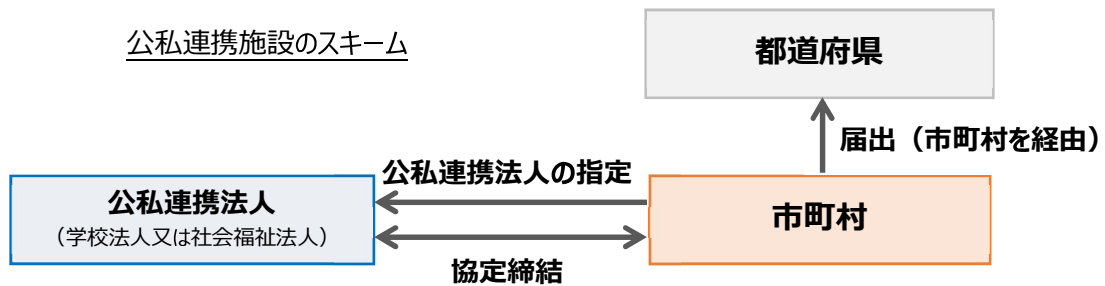 公私連携施設のスキーム
都道府県
届出（市町村を経由）
公私連携法人の指定
公私連携法人
（学校法人又は社会福祉法人）
市町村
協定締結